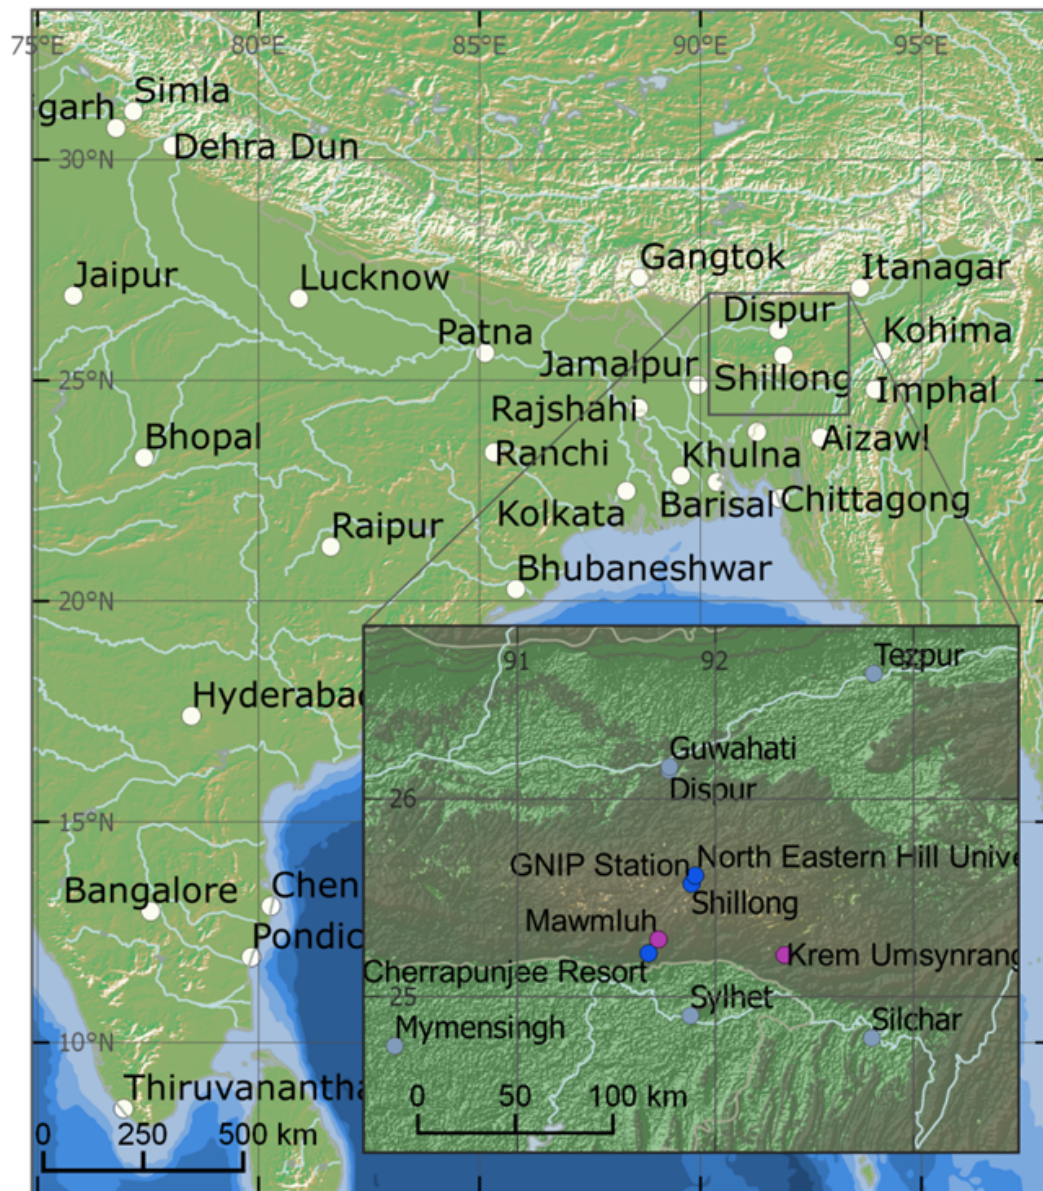 75°E 80°E 85°E 90°E 95°E
Simla
garh
Dehra Dun
30°N
Gangtok
Itanagar
Jaipur
Lucknow
Dispur
Patna
Kohima
Jamalpur
Shillong
25°N
Imphal
Rajshahi
Bhopal
Aizawl
Ranchi
Khulna
Kolkata
Barisal
Chittagong
Raipur
Bhubaneshwar
20°N
91 92 93
Tezpur
Hyderabad
Guwahati
Dispur
26
15°N
GNIP Station
North Eastern Hill Unive
Bangalore
Chen
Shillong
Mawmluh
Pondic
Krem Umsynrang
Cherrapunjee Resort
25
Sylhet
Silchar
Mymensingh
10°N
Thiruvanantha
0 50 100 km
0 250 500 km